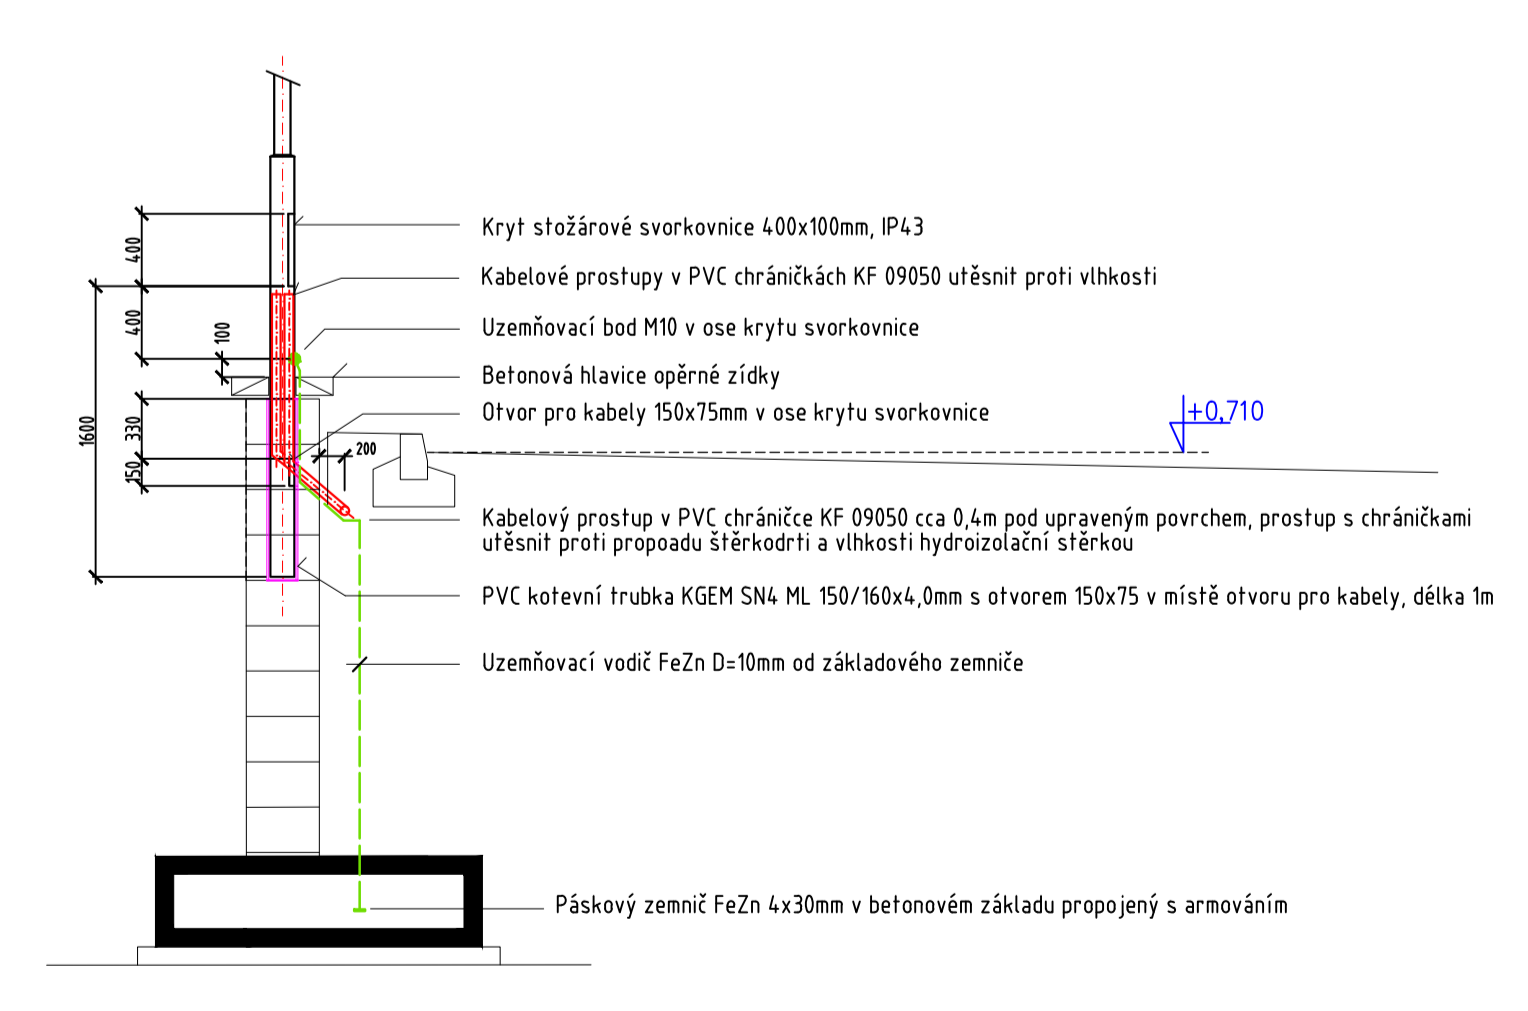 Kryt stožárové svorkovnice 400x100mm, IP43
400
Kabelové prostupy v PVC chráničkách KF 09050 utěsnit proti vlhkosti
400
100
Uzemňovací bod M10 v ose krytu svorkovnice
Betonová hlavice opěrné zídky
Otvor pro kabely 150x75mm v ose krytu svorkovnice
+0,710
1600
330
200
150
Kabelový prostup v PVC chráničce KF 09050 cca 0,4m pod upraveným povrchem, prostup s chráničkami
utěsnit proti propoadu štěrkodrti a vlhkosti hydroizolační stěrkou
PVC kotevní trubka KGEM SN4 ML 150/160x4,0mm s otvorem 150x75 v místě otvoru pro kabely, délka 1m
Uzemňovací vodič FeZn D=10mm od základového zemniče
Páskový zemnič FeZn 4x30mm v betonovém základu propojený s armováním